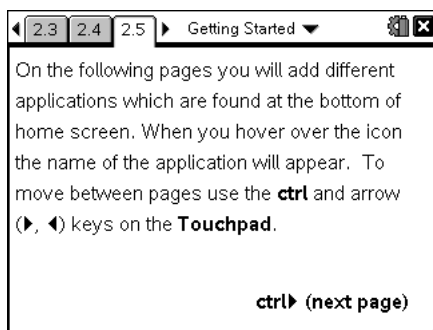 ◀ 2.3 2.4 2.5 ▶ Getting Started ▼
On the following pages you will add different
applications which are found at the bottom of
home screen. When you hover over the icon
the name of the application will appear. To
move between pages use the ctrl and arrow
(▶, ◀) keys on the Touchpad.
ctrl▶ (next page)